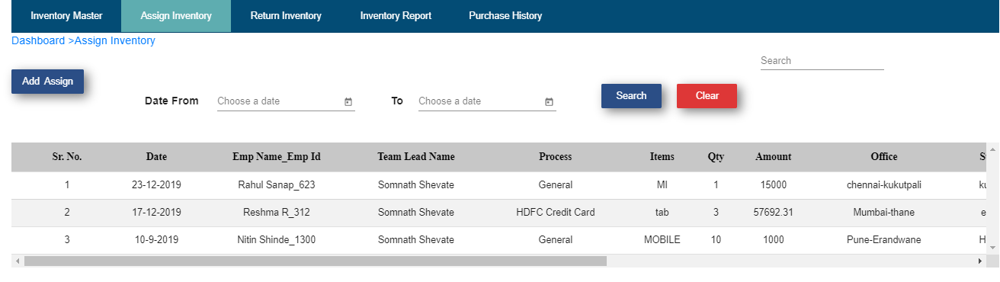 Inventory Master Assign Inventory Return Inventory Inventory Report Purchase History
Dashboard >Assign Inventory
Search
Add Assign
Date From Choose a date To Choose a date Search Clear
Sr. No. Date Emp Name_Emp Id Team Lead Name Process Items Qty Amount Office
1 23-12-2019 Rahul Sanap_623 Somnath Shevate General MI 1 15000 chennai-kukutpali
2 17-12-2019 Reshma R_312 Somnath Shevate HDFC Credit Card tab 3 57692.31 Mumbai-thane
3 10-9-2019 Nitin Shinde_1300 Somnath Shevate General MOBILE 10 1000 Pune-Erandwane